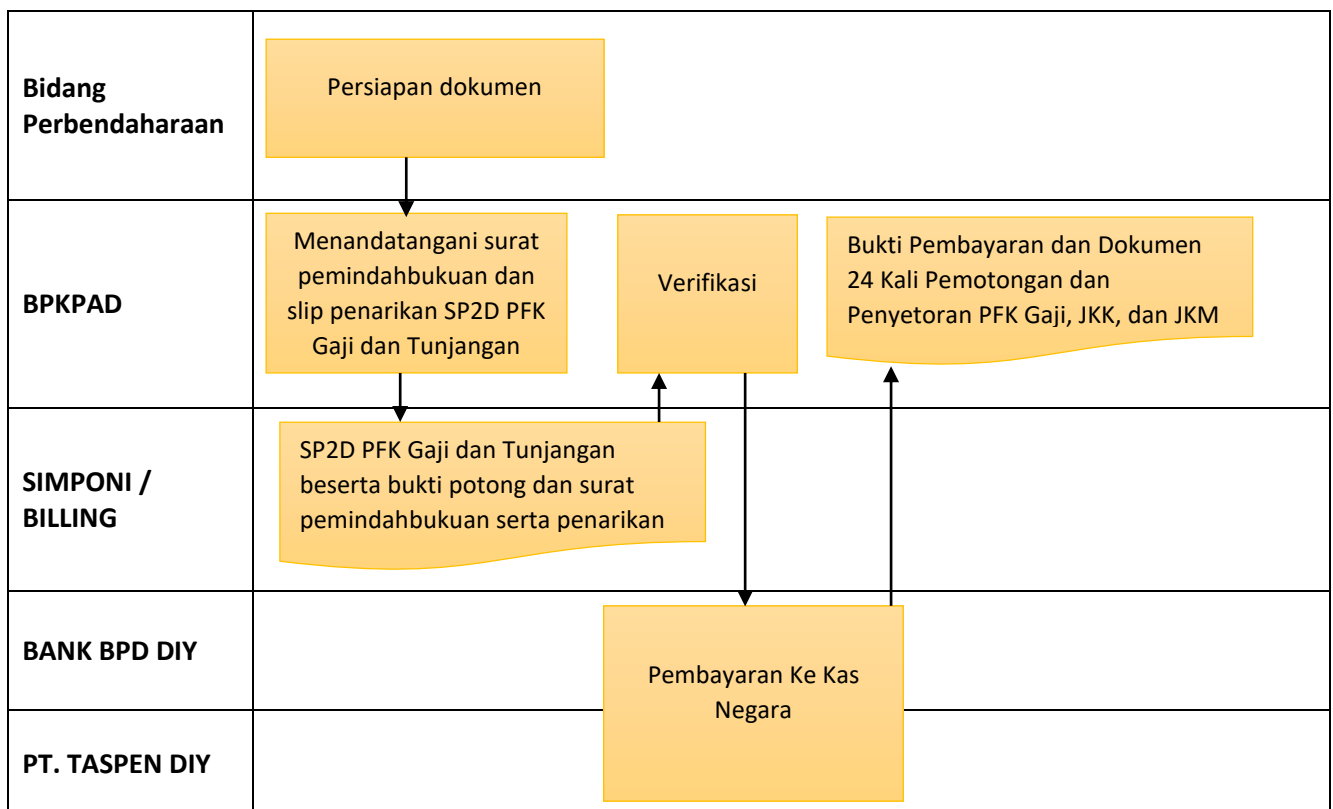 Bidang
Perbendaharaan
Persiapan dokumen
BPKPAD
Menandatangani surat
pemindahbukuan dan
slip penarikan SP2D PFK
Gaji dan Tunjangan
Verifikasi
Bukti Pembayaran dan Dokumen
24 Kali Pemotongan dan
Penyetoran PFK Gaji, JKK, dan JKM
SIMPONI /
BILLING
SP2D PFK Gaji dan Tunjangan
beserta bukti potong dan surat
pemindahbukuan serta penarikan
BANK BPD DIY
Pembayaran Ke Kas
Negara
PT. TASPEN DIY